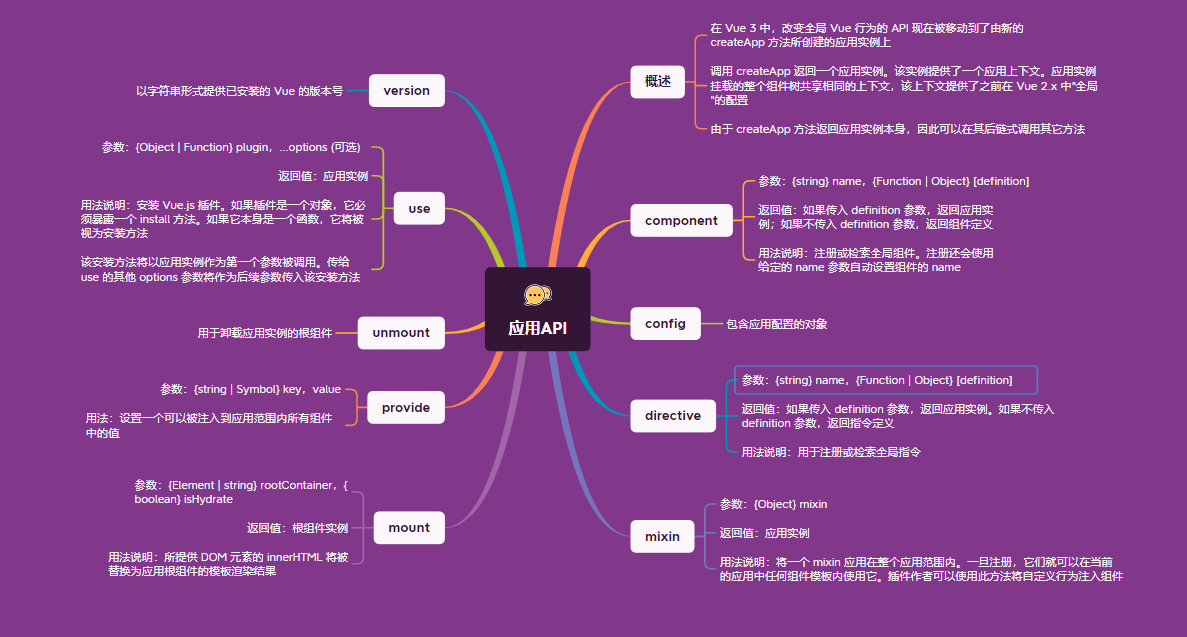 应用API
概述
在 Vue 3 中，改变全局 Vue 行为的 API 现在被移动到了由新的
createApp 方法所创建的应用实例上
调用 createApp 返回一个应用实例。该实例提供了一个应用上下文。应用实例
挂载的整个组件树共享相同的上下文，该上下文提供了之前在 Vue 2.x 中"全局
"的配置
由于 createApp 方法返回应用实例本身，因此可以在其后链式调用其它方法
component
参数：{string} name，{Function | Object} [definition]
返回值：如果传入 definition 参数，返回应用实
例；如果不传入 definition 参数，返回组件定义
用法说明：注册或检索全局组件。注册还会使用
给定的 name 参数自动设置组件的 name
config
包含应用配置的对象
directive
参数：{string} name，{Function | Object} [definition]
返回值：如果传入 definition 参数，返回应用实例。如果不传入
definition 参数，返回指令定义
用法说明：用于注册或检索全局指令
mixin
参数：{Object} mixin
返回值：应用实例
用法说明：将一个 mixin 应用在整个应用范围内。一旦注册，它们就可以在当前
的应用中任何组件模板内使用它。插件作者可以使用此方法将自定义行为注入组件
version
以字符串形式提供已安装的 Vue 的版本号
use
参数：{Object | Function} plugin，...options (可选)
返回值：应用实例
用法说明：安装 Vue.js 插件。如果插件是一个对象，它必
须暴露一个 install 方法。如果它本身是一个函数，它将被
视为安装方法
该安装方法将以应用实例作为第一个参数被调用。传给
use 的其他 options 参数将作为后续参数传入该安装方法
unmount
用于卸载应用实例的根组件
provide
参数：{string | Symbol} key，value
用法：设置一个可以被注入到应用范围内所有组件
中的值
mount
参数：{Element | string} rootContainer，{
boolean} isHydrate
返回值：根组件实例
用法说明：所提供 DOM 元素的 innerHTML 将被
替换为应用根组件的模板渲染结果